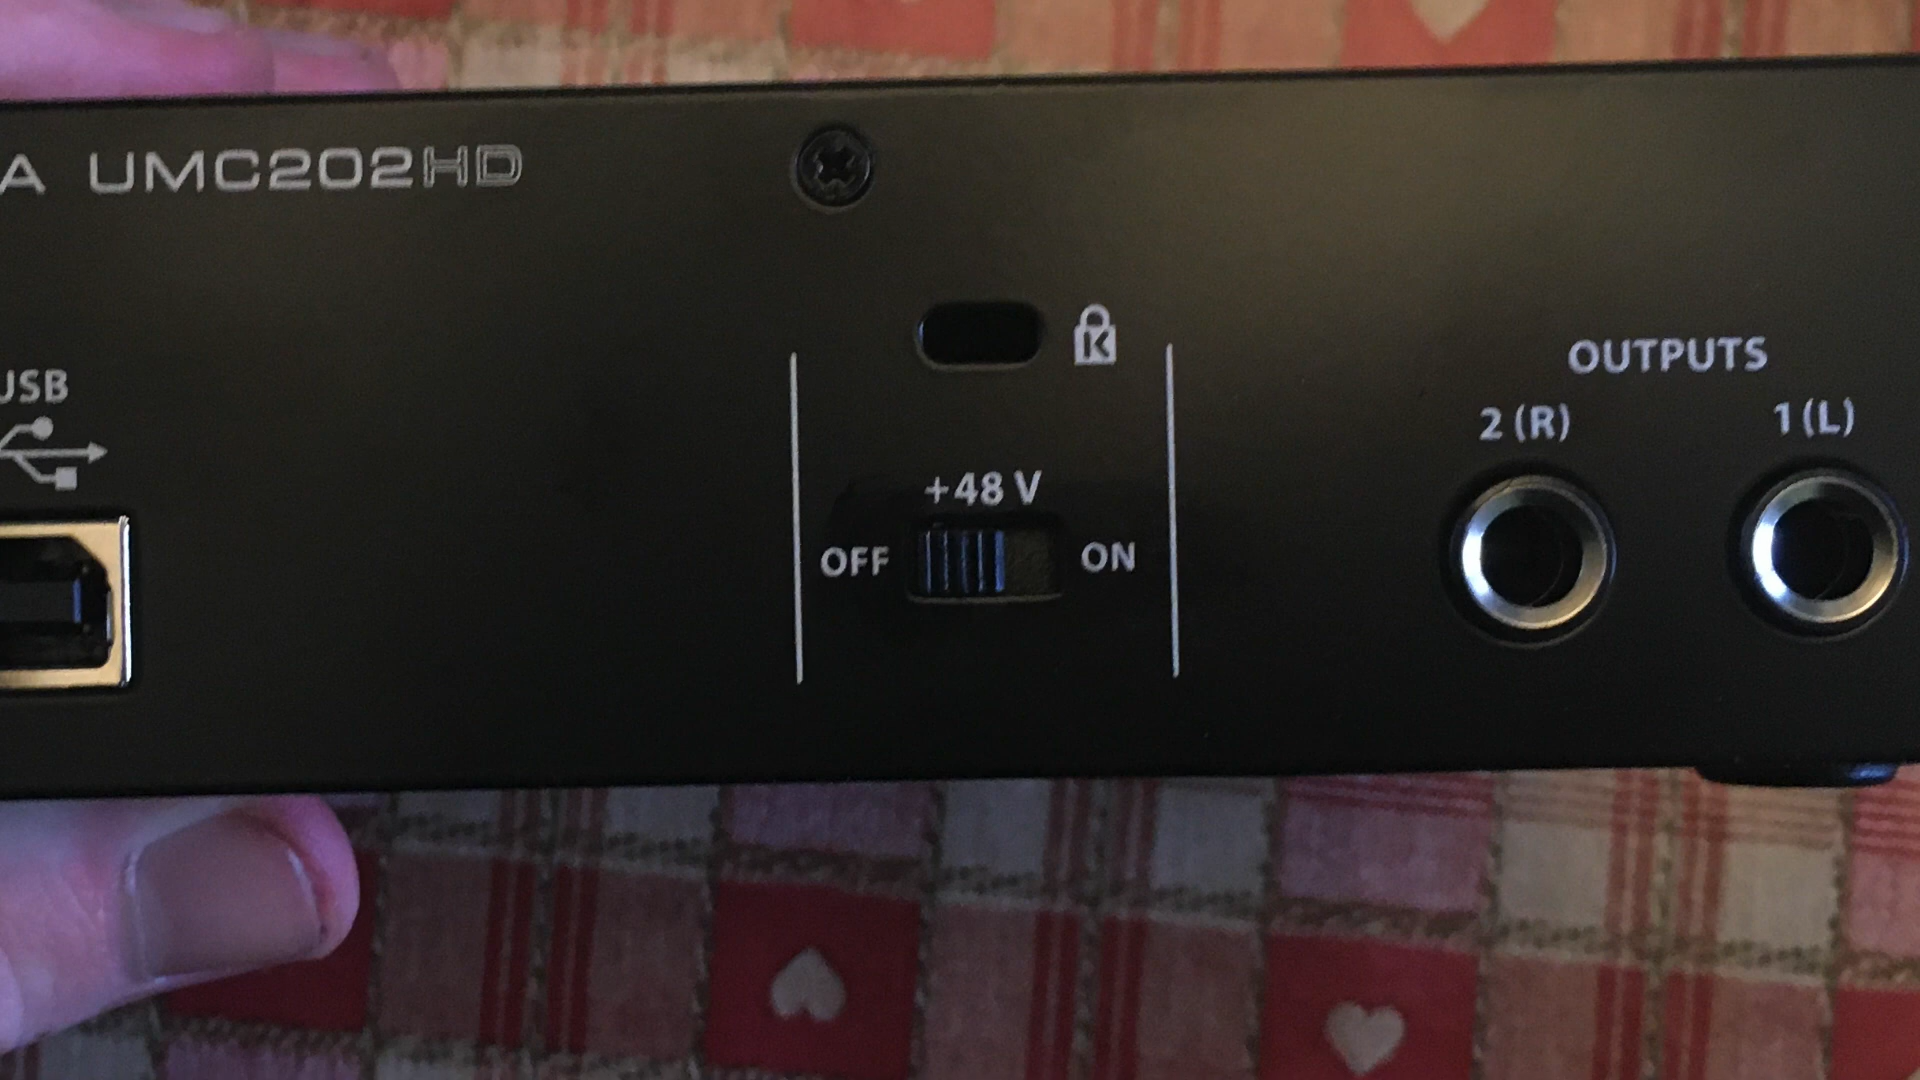 A UMC202HD
USB
K
+48 V
OFF ON
OUTPUTS
2 (R) 1 (L)